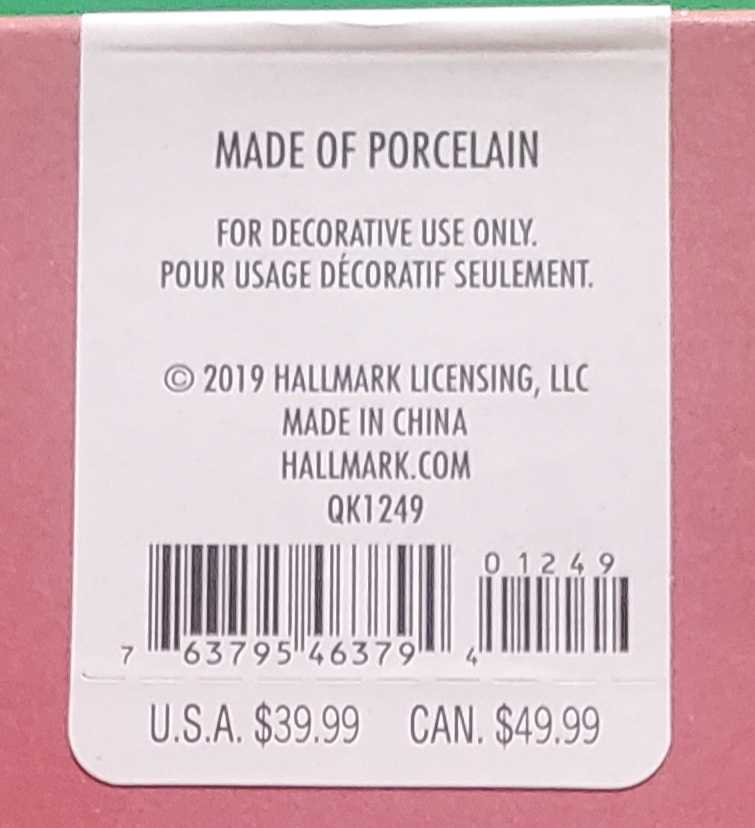 MADE OF PORCELAIN
FOR DECORATIVE USE ONLY.
POUR USAGE DÉCORATIF SEULEMENT.
© 2019 HALLMARK LICENSING, LLC
MADE IN CHINA
HALLMARK.COM
QK1249
01249
7 63795 46379 4
U.S.A. $39.99 CAN. $49.99